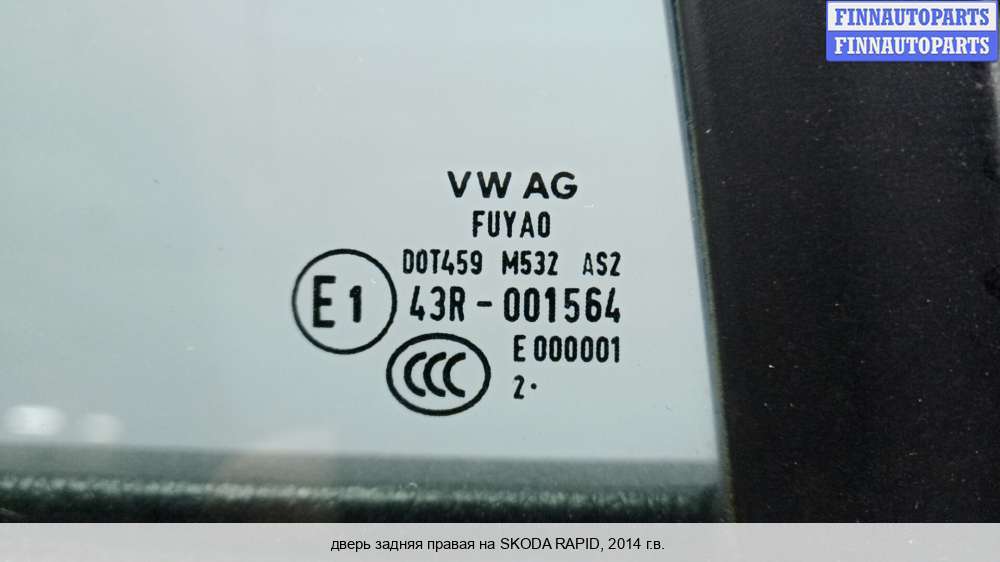 FINNAUTOPARTS
FINNAUTOPARTS
VW AG
FUYAO
DOT459 M532 AS2
E1 43R-001564
E 000001
CCC
2·
дверь задняя правая на SKODA RAPID, 2014 г.в.